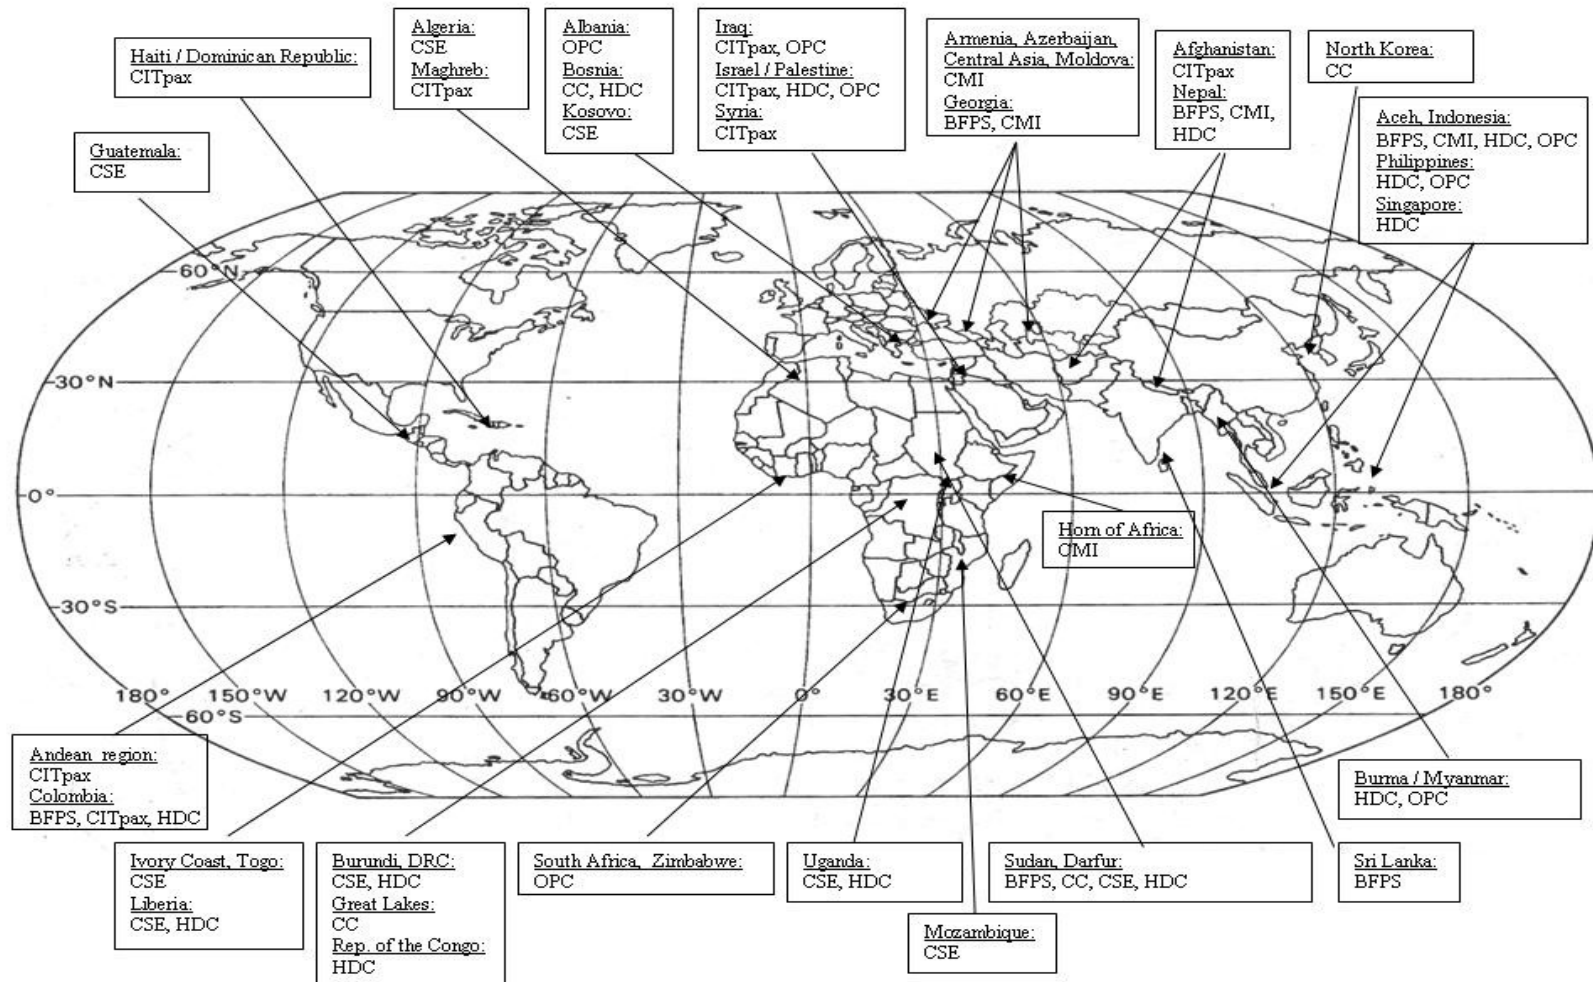 Haiti / Dominican Republic:
CITpax
Algeria:
CSE
Maghreb:
CITpax
Albania:
OPC
Bosnia:
CC, HDC
Kosovo:
CSE
Iraq:
CITpax, OPC
Israel / Palestine:
CITpax, HDC, OPC
Syria:
CITpax
Armenia, Azerbaijan,
Central Asia, Moldova:
CMI
Georgia:
BFPS, CMI
Afghanistan:
CITpax
Nepal:
BFPS, CMI,
HDC
North Korea:
CC
Aceh, Indonesia:
BFPS, CMI, HDC, OPC
Philippines:
HDC, OPC
Singapore:
HDC
Guatemala:
CSE
60°N
30°N
0°
Horn of Africa:
CMI
30°S
180° 150°W 120°W 90°W 60°W 30°W 0° 30°E 60°E 90°E 120°E 150°E 180°
60°S
Andean region:
CITpax
Colombia:
BFPS, CITpax, HDC
Burma / Myanmar:
HDC, OPC
Ivory Coast, Togo:
CSE
Liberia:
CSE, HDC
Burundi, DRC:
CSE, HDC
Great Lakes:
CC
Rep. of the Congo:
HDC
South Africa, Zimbabwe:
OPC
Uganda:
CSE, HDC
Sudan, Darfur:
BFPS, CC, CSE, HDC
Sri Lanka:
BFPS
Mozambique:
CSE